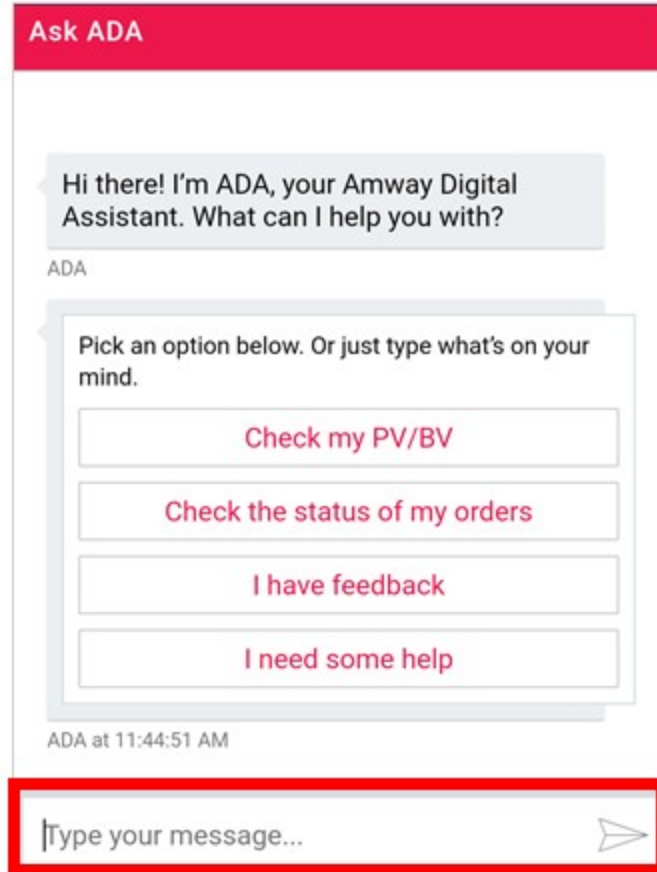 Ask ADA
Hi there! I’m ADA, your Amway Digital
Assistant. What can I help you with?
ADA
Pick an option below. Or just type what’s on your
mind.
Check my PV/BV
Check the status of my orders
I have feedback
I need some help
ADA at 11:44:51 AM
Type your message...